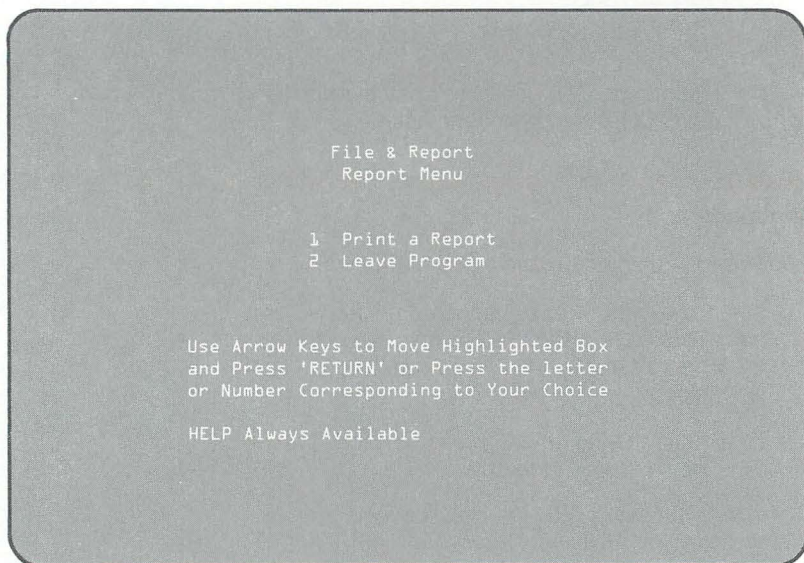 File & Report
Report Menu
1 Print a Report
2 Leave Program
Use Arrow Keys to Move Highlighted Box
and Press 'RETURN' or Press the letter
or Number Corresponding to Your Choice
HELP Always Available